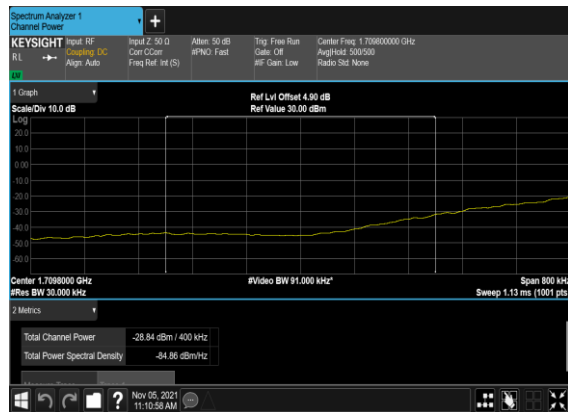 Spectrum Analyzer 1
Channel Power
+
KEYSIGHT
RL
LXI
Input: RF
Coupling: DC
Align: Auto
Input Z: 50 Ω
Corr CCorr
Freq Ref: Int (S)
Atten: 50 dB
#PNO: Fast
Trig: Free Run
Gate: Off
#IF Gain: Low
Center Freq: 1.709800000 GHz
Avg|Hold: 500/500
Radio Std: None
1 Graph
Scale/Div 10.0 dB
Ref Lvl Offset 4.90 dB
Ref Value 30.00 dBm
Log
20.0
10.0
0.00
-10.0
-20.0
-30.0
-40.0
-50.0
-60.0
Center 1.7098000 GHz
#Video BW 91.000 kHz*
Span 800 kHz
#Res BW 30.000 kHz
Sweep 1.13 ms (1001 pts
2 Metrics
Total Channel Power
-28.84 dBm / 400 kHz
Total Power Spectral Density
-84.86 dBm/Hz
?
Nov 05, 2021
11:10:58 AM